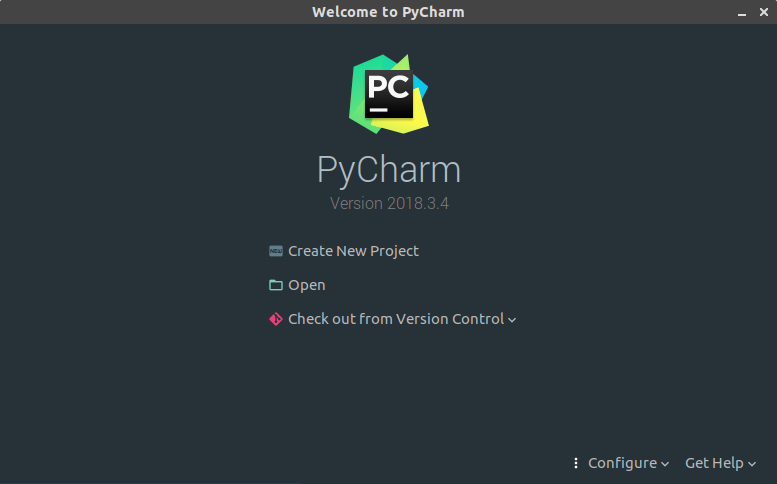 Welcome to PyCharm
PC
PyCharm
Version 2018.3.4
NEW
Create New Project
Open
Check out from Version Control
Configure
Get Help